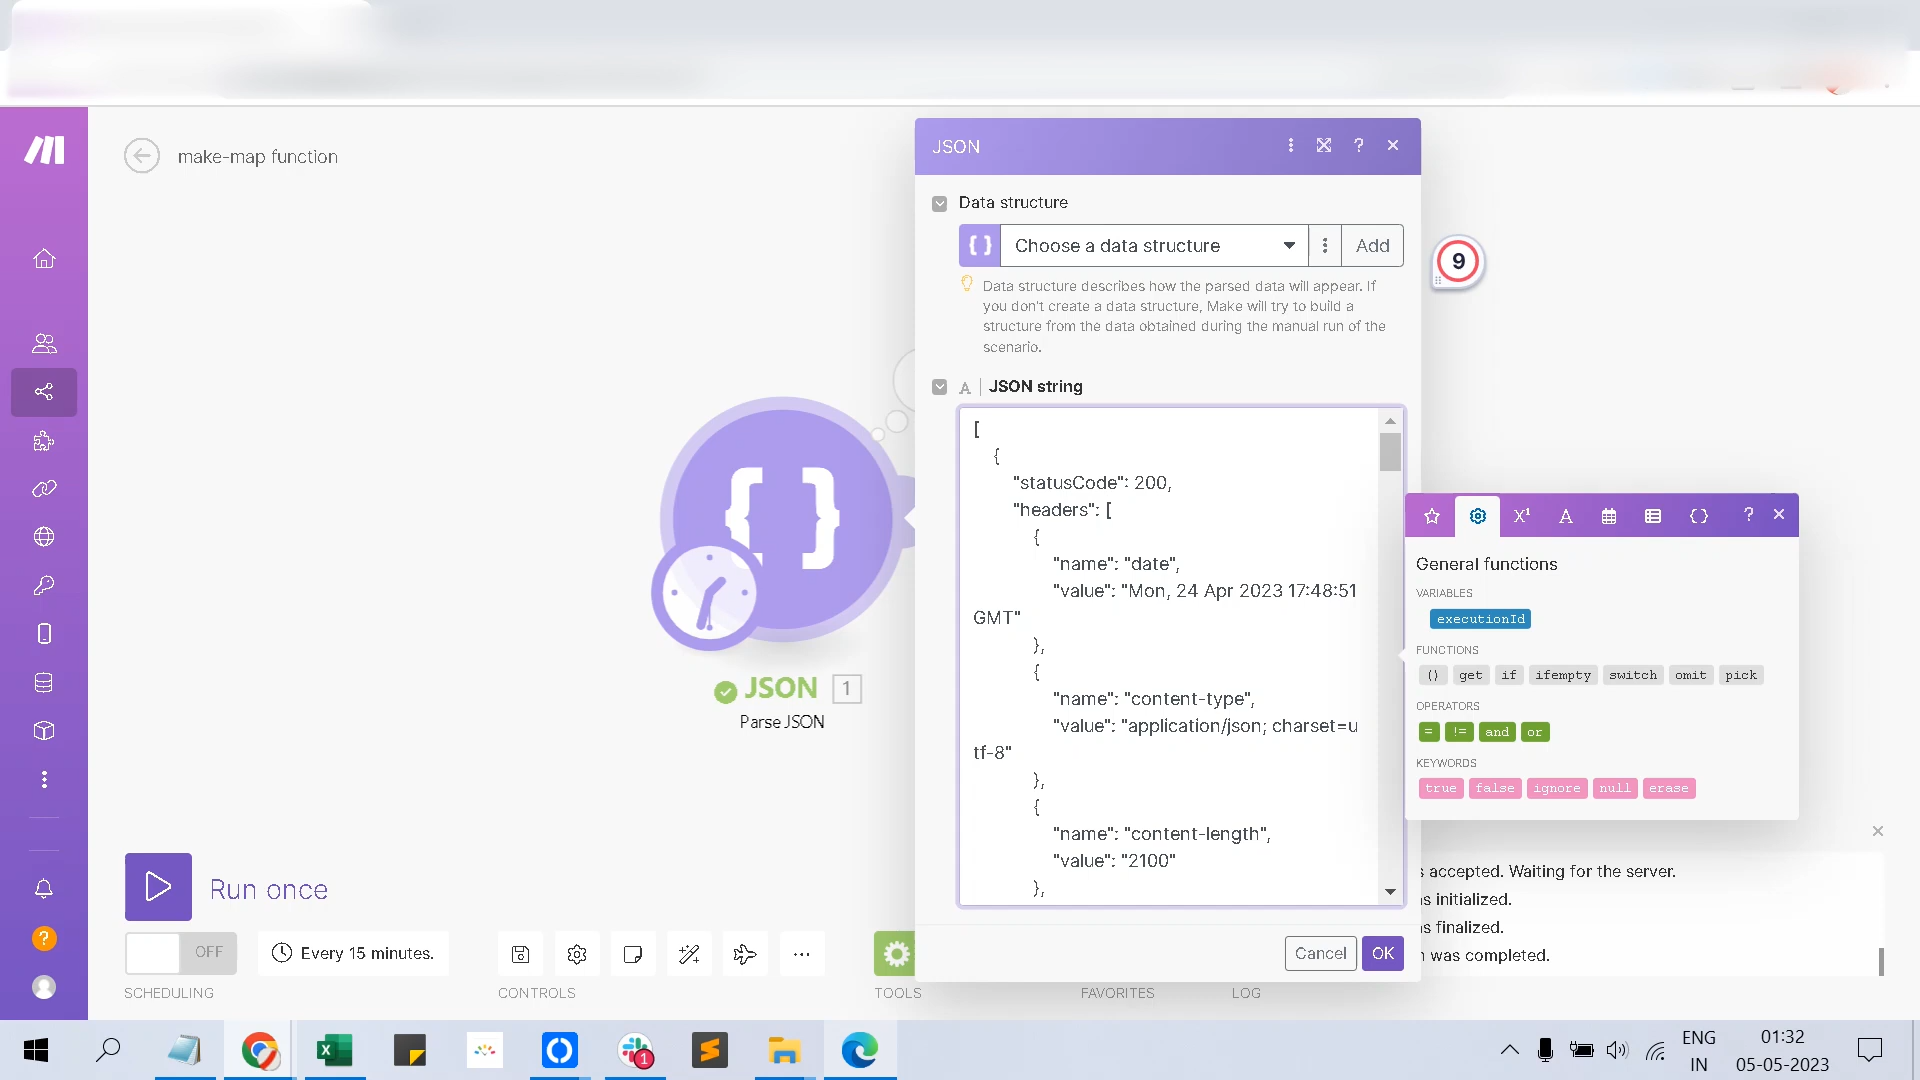 make-map function
JSON
Data structure
Choose a data structure
Add
Data structure describes how the parsed data will appear. If
you don't create a data structure, Make will try to build a
structure from the data obtained during the manual run of the
scenario.
A
JSON string
[
{
"statusCode": 200,
"headers": [
{
"name": "date",
"value": "Mon, 24 Apr 2023 17:48:51
GMT"
},
{
"name": "content-type",
"value": "application/json; charset=u
tf-8"
},
{
"name": "content-length",
"value": "2100"
},
Cancel
OK
9
General functions
VARIABLES
executionId
FUNCTIONS
() get if ifempty switch omit pick
OPERATORS
= != and or
KEYWORDS
true false ignore null erase
JSON 1
Parse JSON
Run once
OFF
Every 15 minutes.
SCHEDULING
CONTROLS
TOOLS
FAVORITES
LOG
s accepted. Waiting for the server.
s initialized.
s finalized.
n was completed.
1
ENG
IN
01:32
05-05-2023